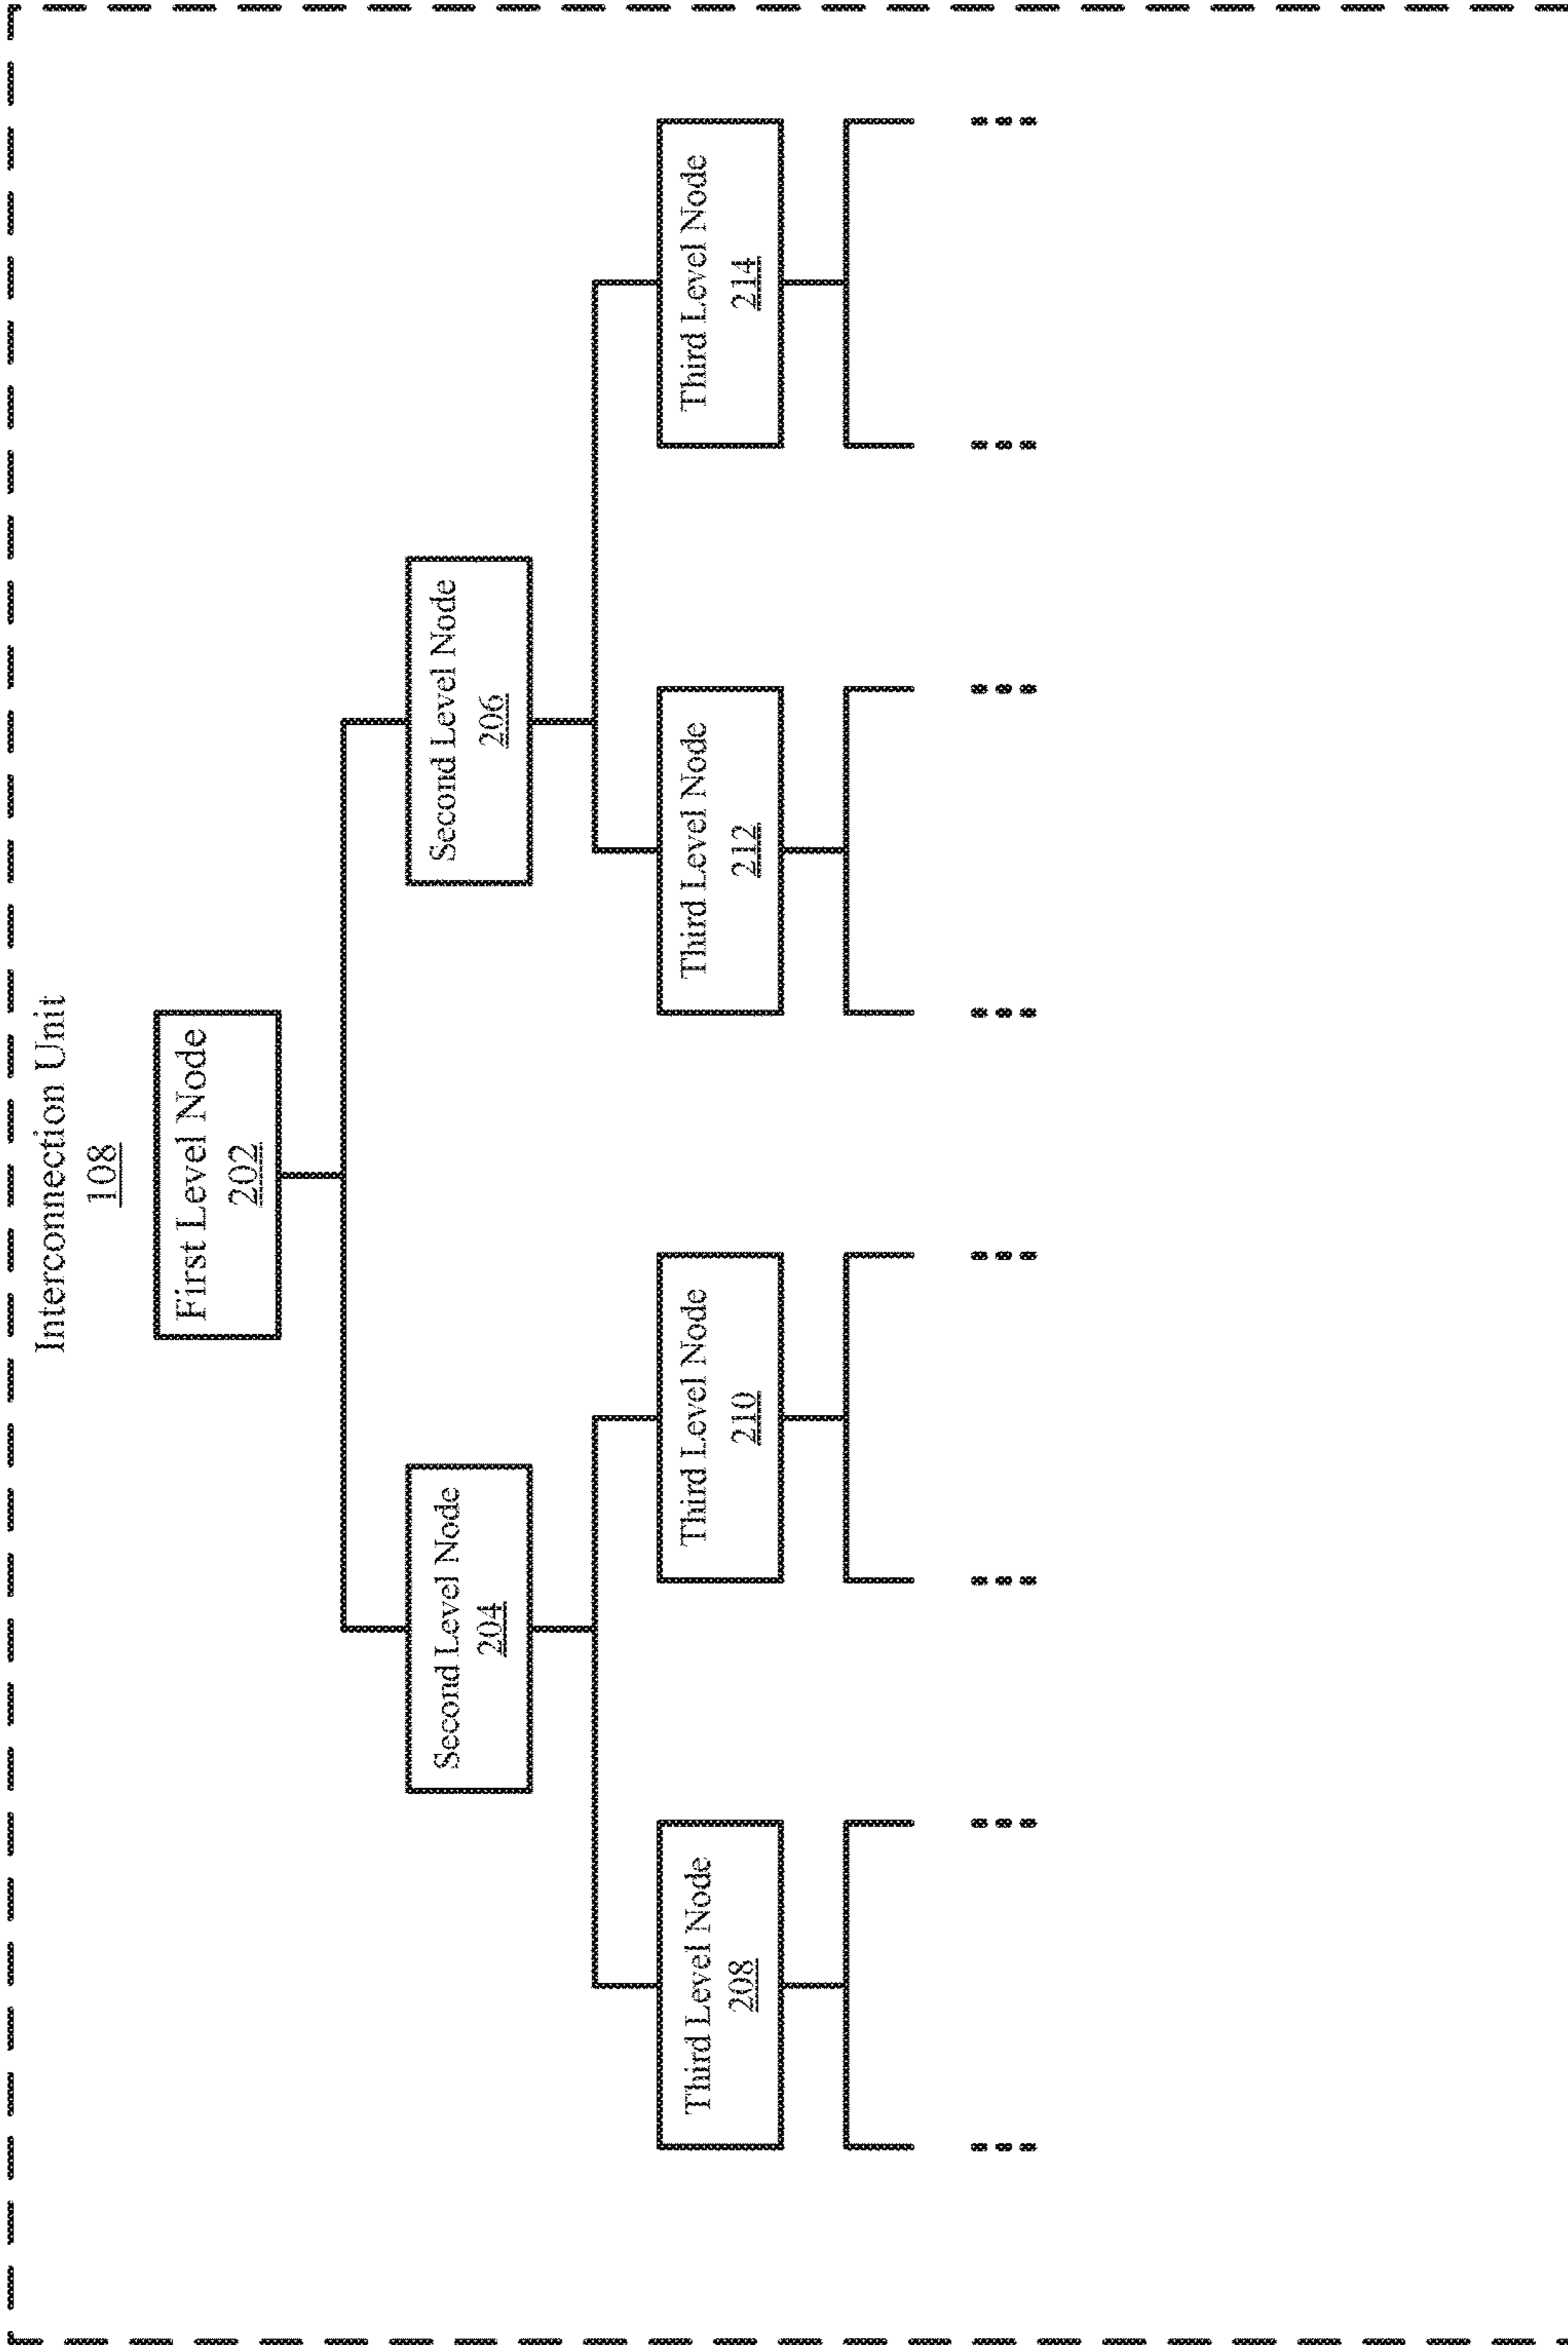 Interconnection Unit
108
First Level Node
202
Second Level Node
204
Second Level Node
206
Third Level Node
208
Third Level Node
210
Third Level Node
212
Third Level Node
214